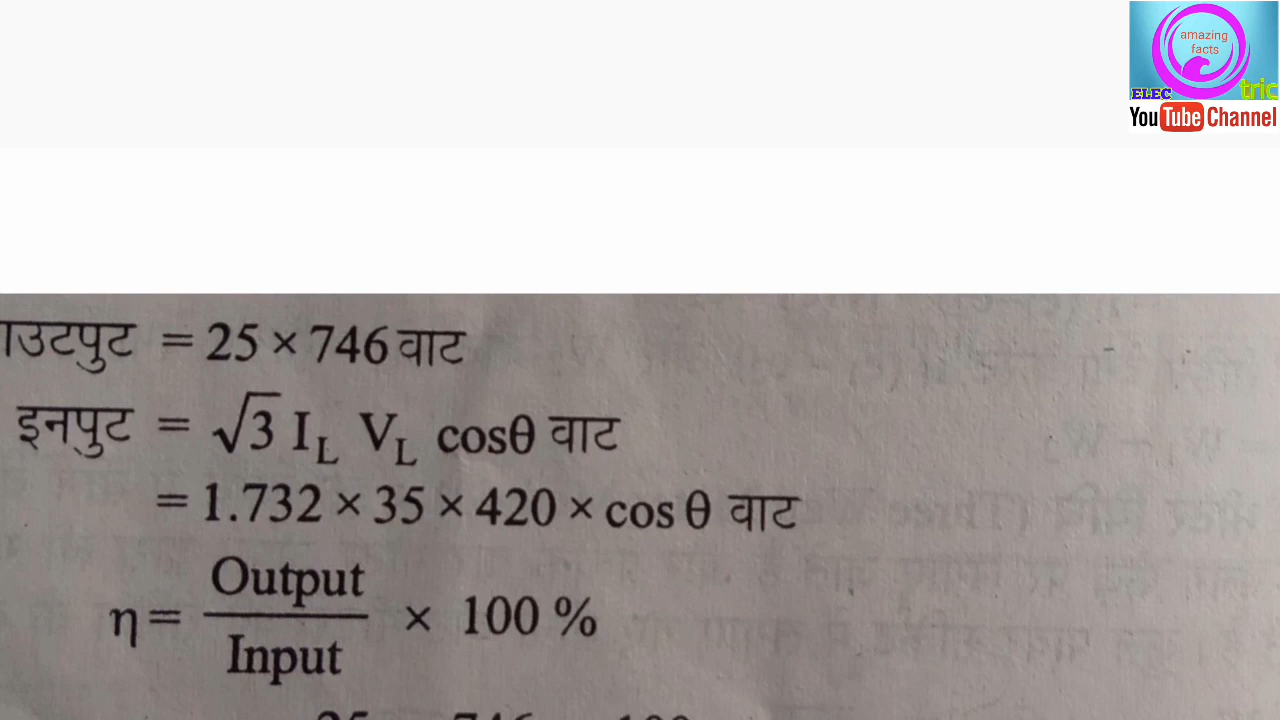 amazing
facts
ELEC tric
YouTube Channel
ाउटपुट = 25 × 746 वाट
इनपुट = √3 I_L V_L cosθ वाट
= 1.732 × 35 × 420 × cos θ वाट
η = Output / Input × 100 %